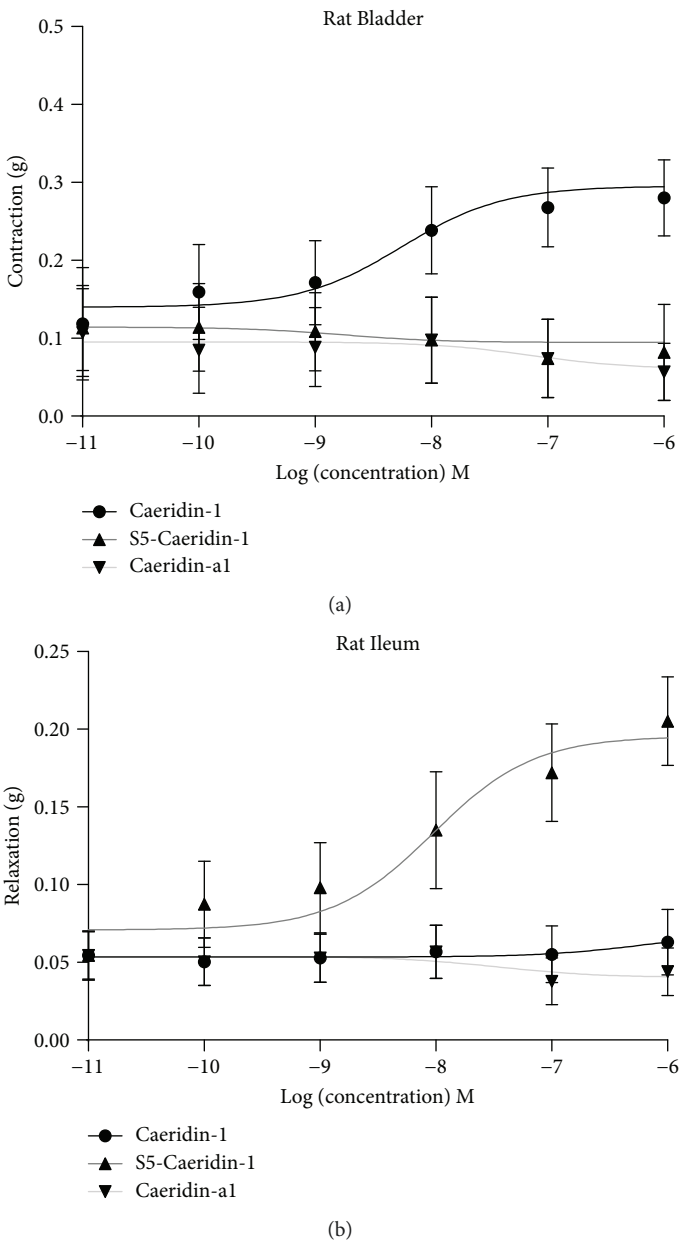 Rat Bladder
0.5
0.4
0.3
0.2
0.1
0.0
Contraction (g)
−11 −10 −9 −8 −7 −6
Log (concentration) M
Caeridin-1
S5-Caeridin-1
Caeridin-a1
(a)
Rat Ileum
0.25
0.20
0.15
0.10
0.05
0.00
Relaxation (g)
−11 −10 −9 −8 −7 −6
Log (concentration) M
Caeridin-1
S5-Caeridin-1
Caeridin-a1
(b)